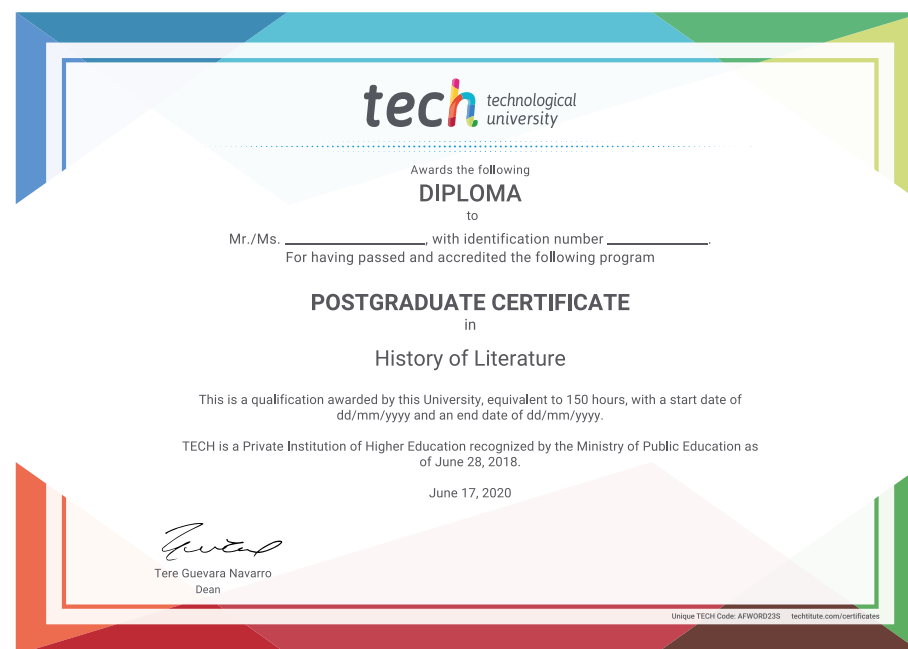 tech technological
university
Awards the following
DIPLOMA
to
Mr./Ms. ____________________, with identification number __________________.
For having passed and accredited the following program
POSTGRADUATE CERTIFICATE
in
History of Literature
This is a qualification awarded by this University, equivalent to 150 hours, with a start date of
dd/mm/yyyy and an end date of dd/mm/yyyy.
TECH is a Private Institution of Higher Education recognized by the Ministry of Public Education as
of June 28, 2018.
June 17, 2020
Tere Guevara Navarro
Dean
Unique TECH Code: AFWORD23S techtitute.com/certificates